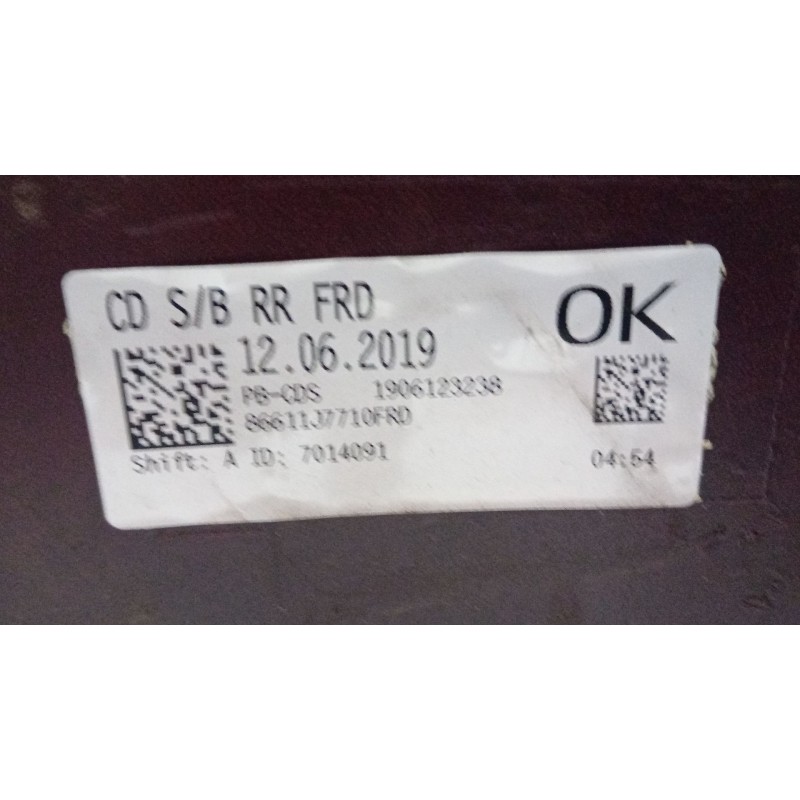 CD S/B RR FRD
OK
12.06.2019
PB-CDS 1906123238
86611J7710FRD
Shift: A ID: 7014091
04:54